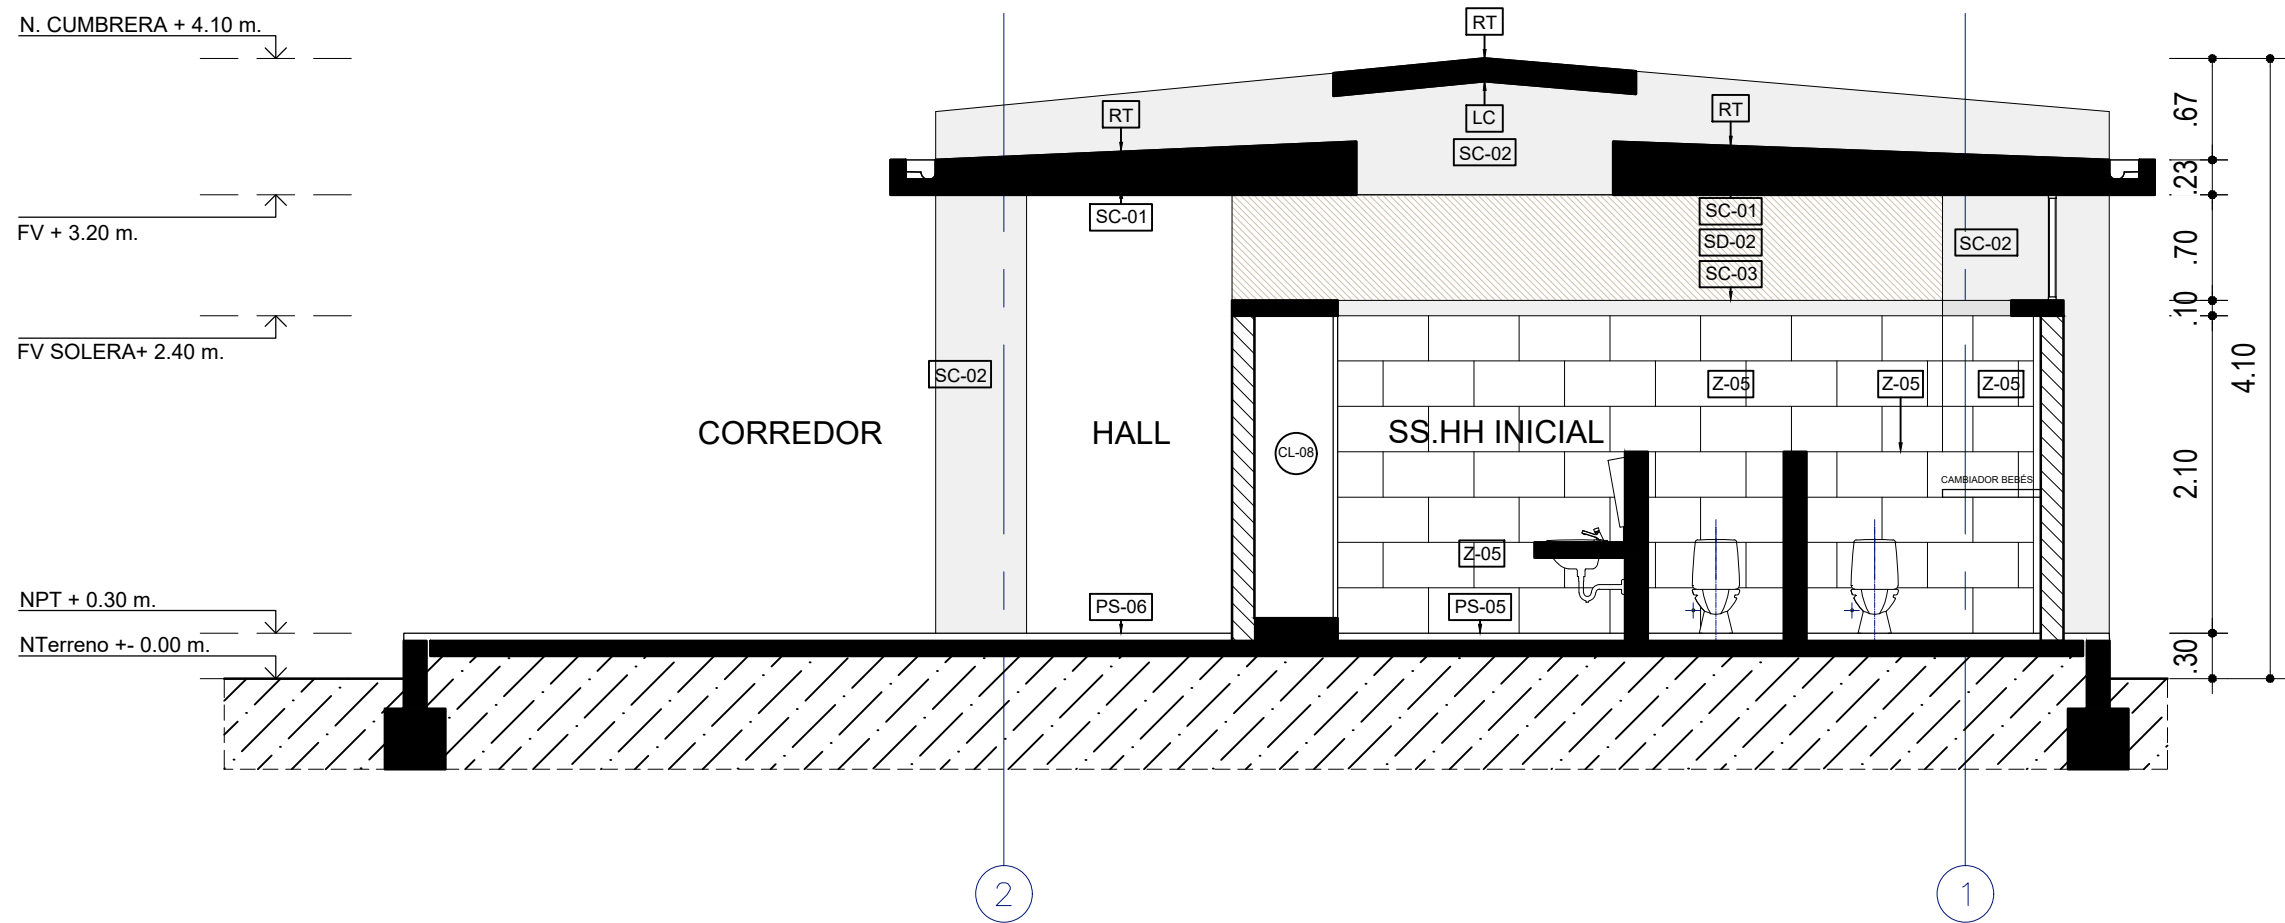 N. CUMBRERA + 4.10 m.
RT
RT
LC
RT
SC-02
.67
.23
FV + 3.20 m.
SC-01
SC-01
SD-02
SC-02
SC-03
.70
.10
FV SOLERA+ 2.40 m.
4.10
SC-02
Z-05
Z-05
Z-05
CORREDOR
HALL
SS.HH INICIAL
CL-08
CAMBIADOR BEBÉS
2.10
Z-05
NPT + 0.30 m.
PS-06
PS-05
NTerreno +- 0.00 m.
.30
2
1